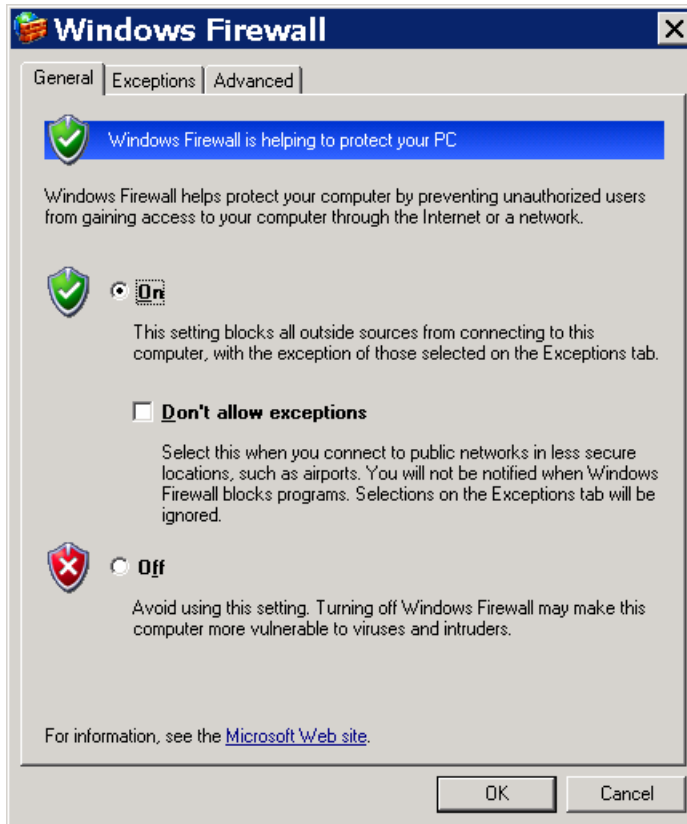 Windows Firewall
General Exceptions Advanced
Windows Firewall is helping to protect your PC
Windows Firewall helps protect your computer by preventing unauthorized users
from gaining access to your computer through the Internet or a network.
On
This setting blocks all outside sources from connecting to this
computer, with the exception of those selected on the Exceptions tab.
Don't allow exceptions
Select this when you connect to public networks in less secure
locations, such as airports. You will not be notified when Windows
Firewall blocks programs. Selections on the Exceptions tab will be
ignored.
Off
Avoid using this setting. Turning off Windows Firewall may make this
computer more vulnerable to viruses and intruders.
For information, see the Microsoft Web site.
OK Cancel